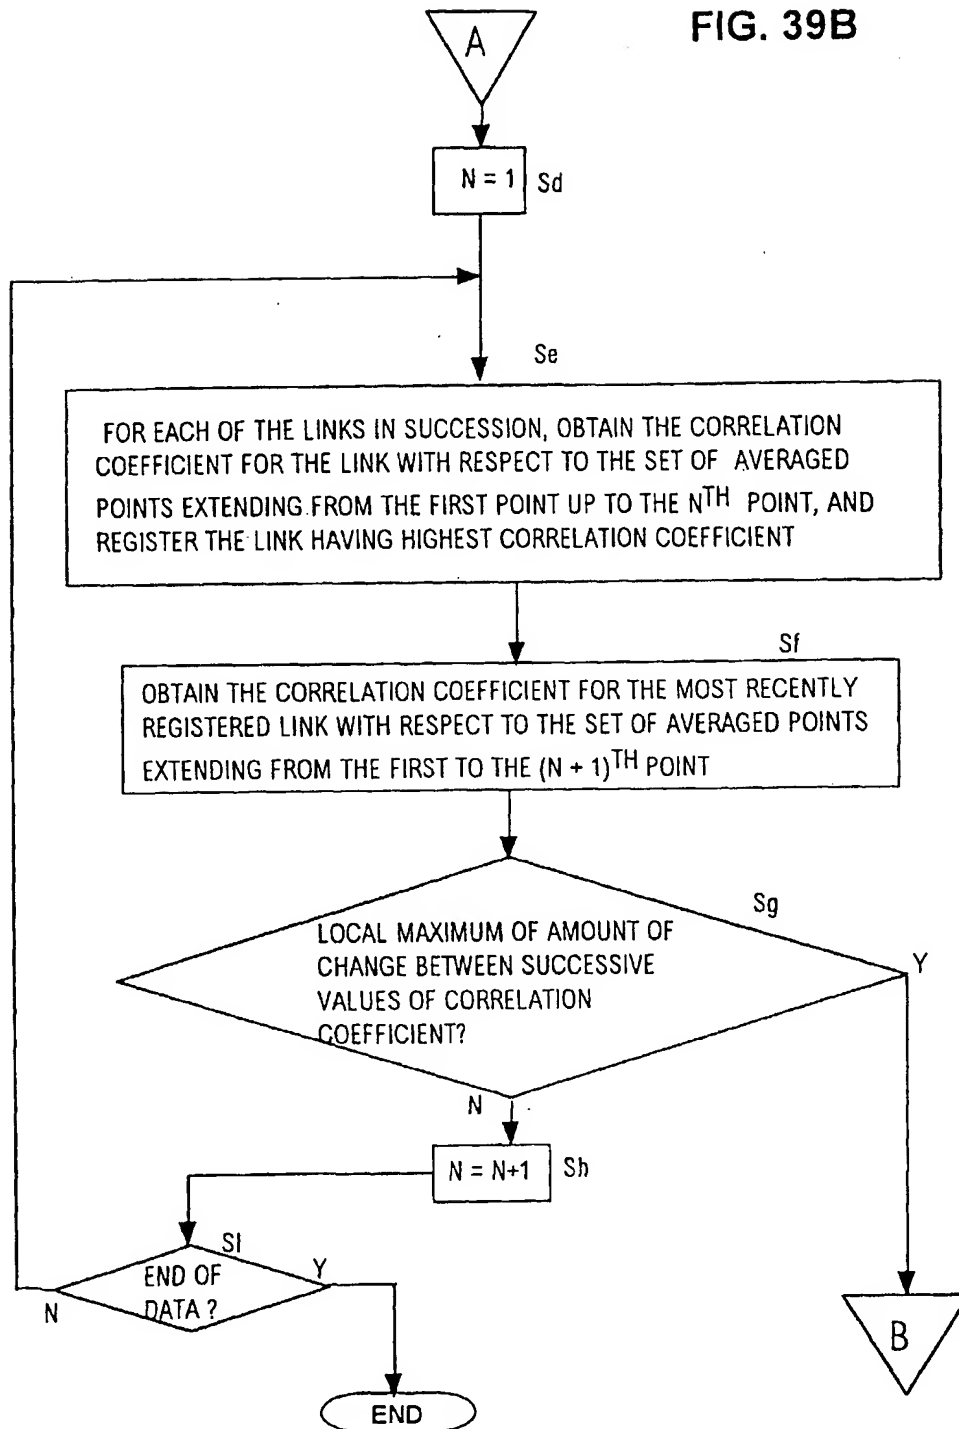 FIG. 39B
A
N = 1
Sd
Se
FOR EACH OF THE LINKS IN SUCCESSION, OBTAIN THE CORRELATION
COEFFICIENT FOR THE LINK WITH RESPECT TO THE SET OF AVERAGED
POINTS EXTENDING FROM THE FIRST POINT UP TO THE NTH POINT, AND
REGISTER THE LINK HAVING HIGHEST CORRELATION COEFFICIENT
Sf
OBTAIN THE CORRELATION COEFFICIENT FOR THE MOST RECENTLY
REGISTERED LINK WITH RESPECT TO THE SET OF AVERAGED POINTS
EXTENDING FROM THE FIRST TO THE (N + 1)TH POINT
Sg
LOCAL MAXIMUM OF AMOUNT OF
CHANGE BETWEEN SUCCESSIVE
VALUES OF CORRELATION
COEFFICIENT?
Y
N
N = N+1
Sh
SI
END OF
DATA ?
Y
N
B
END